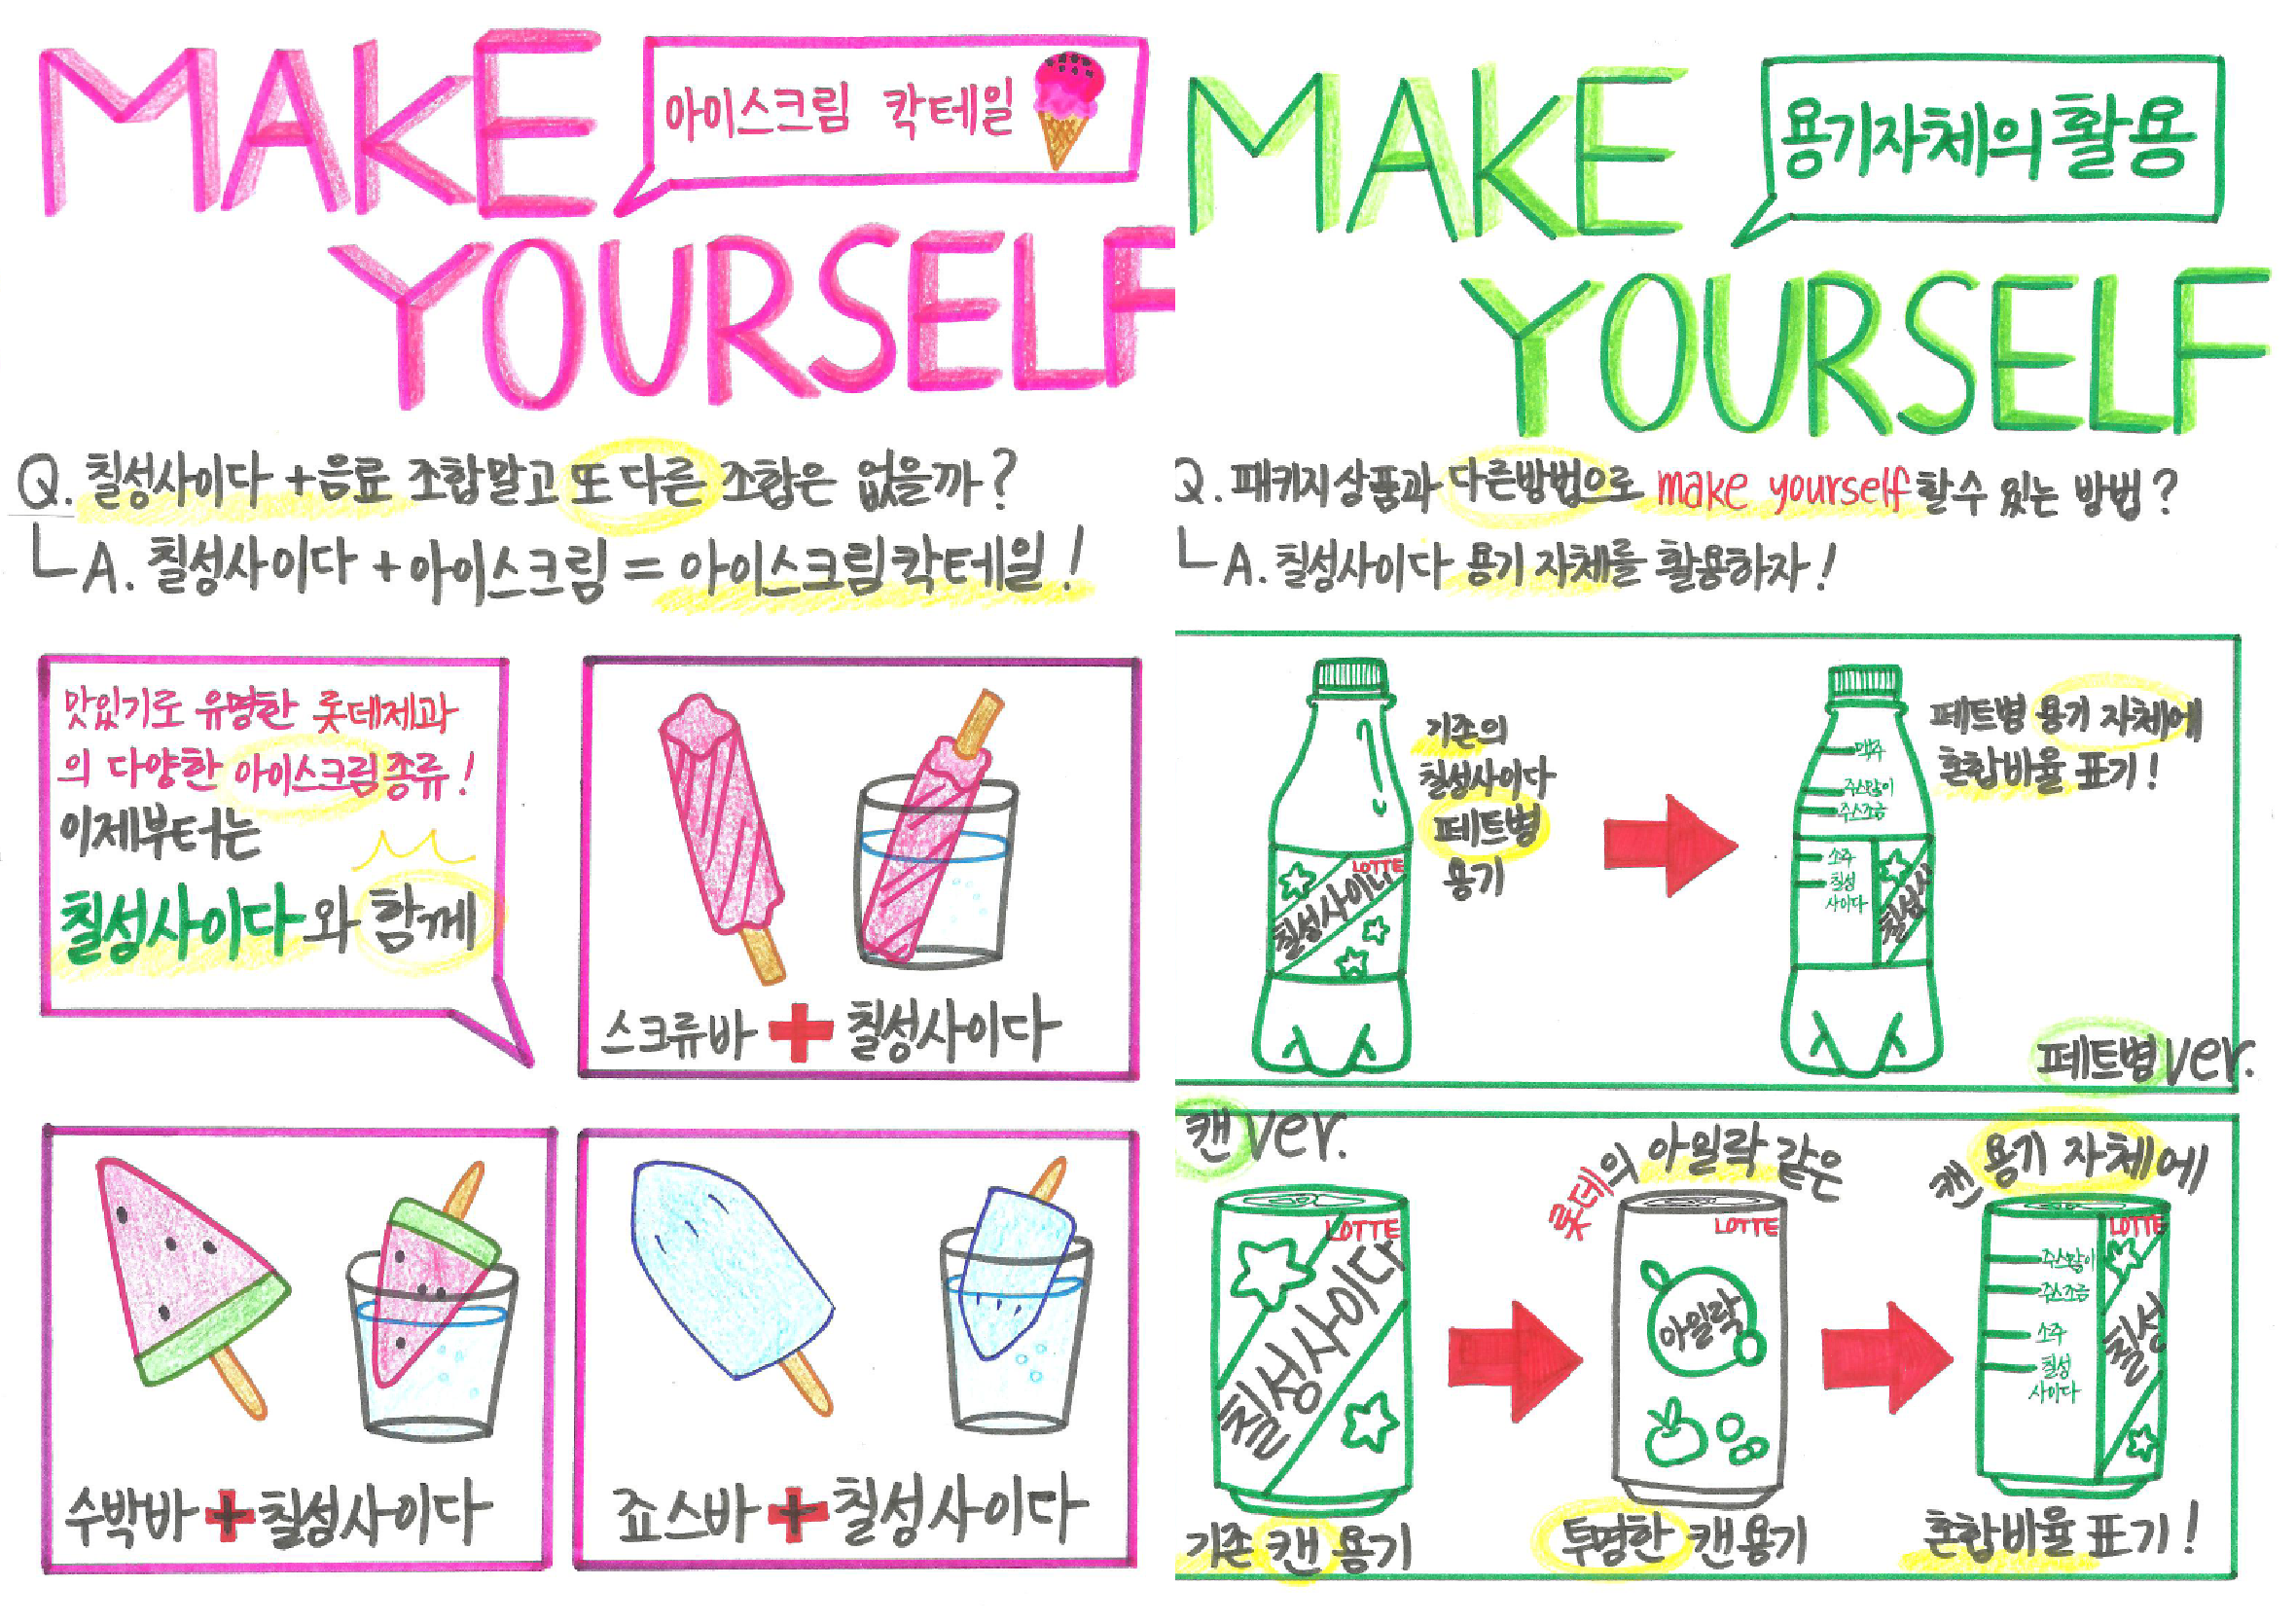 MAKE
아이스크림 칵테일
YOURSELF
Q. 칠성사이다 + 음료 조합말고 또 다른 조합은 없을까?
A. 칠성사이다 + 아이스크림 = 아이스크림칵테일!
맛있기로 유명한 롯데제과
의 다양한 아이스크림종류!
이제부터는
칠성사이다와 함께
스크류바 + 칠성사이다
수박바 + 칠성사이다
죠스바 + 칠성사이다
MAKE
용기자체의 활용
YOURSELF
Q. 패키지상품과 다른방법으로 make yourself 할수 있는 방법?
A. 칠성사이다 용기 자체를 활용하자!
기존의
칠성사이다
페트병
용기
LOTTE
칠성사이다
페트병 용기 자체에
혼합비율 표기!
맥주
주스많이
주스조금
소주
칠성
사이다
칠성사
페트병 ver.
캔 ver.
LOTTE
칠성사이다
기존 캔 용기
롯데의 아일락 같은
LOTTE
아일락
투명한 캔용기
캔 용기 자체에
LOTTE
주스많이
주스조금
소주
칠성
사이다
칠성
혼합비율 표기!